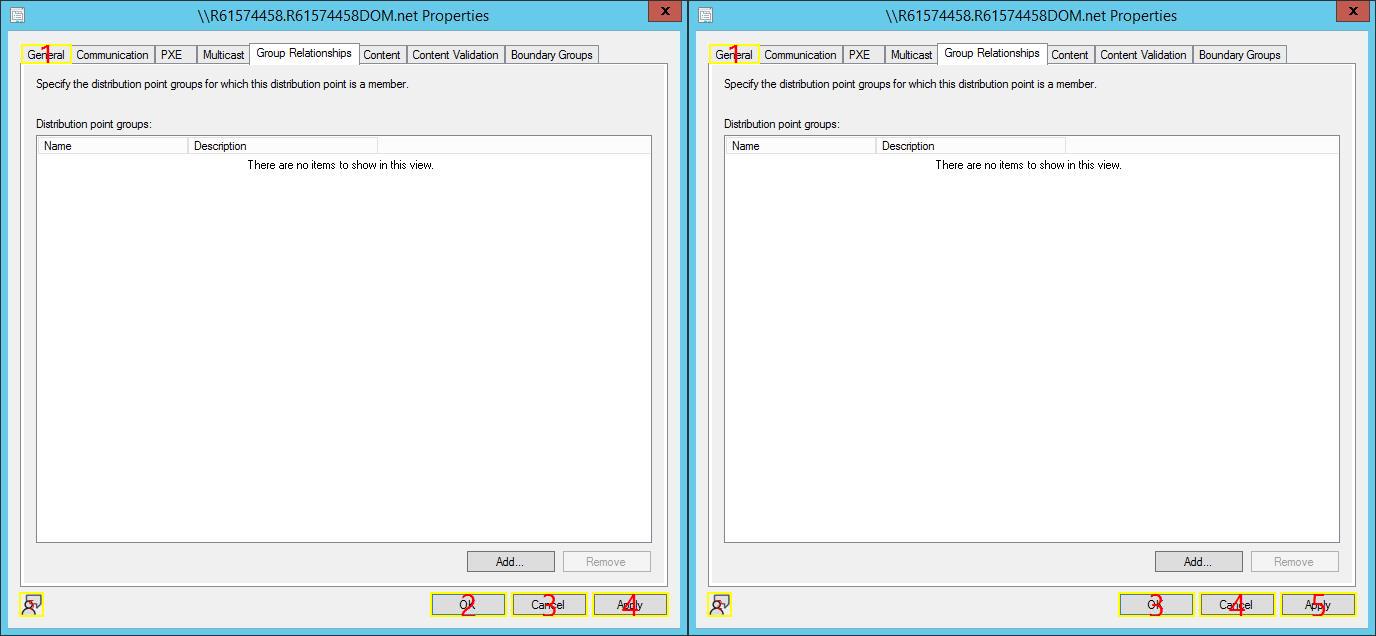 \\R61574458.R61574458DOM.net Properties
X
General Communication PXE Multicast Group Relationships Content Content Validation Boundary Groups
1
Specify the distribution point groups for which this distribution point is a member.
Distribution point groups:
Name Description
There are no items to show in this view.
Add... Remove
OK Cancel Apply
2 3 4
\\R61574458.R61574458DOM.net Properties
X
General Communication PXE Multicast Group Relationships Content Content Validation Boundary Groups
1
Specify the distribution point groups for which this distribution point is a member.
Distribution point groups:
Name Description
There are no items to show in this view.
Add... Remove
OK Cancel Apply
3 4 5